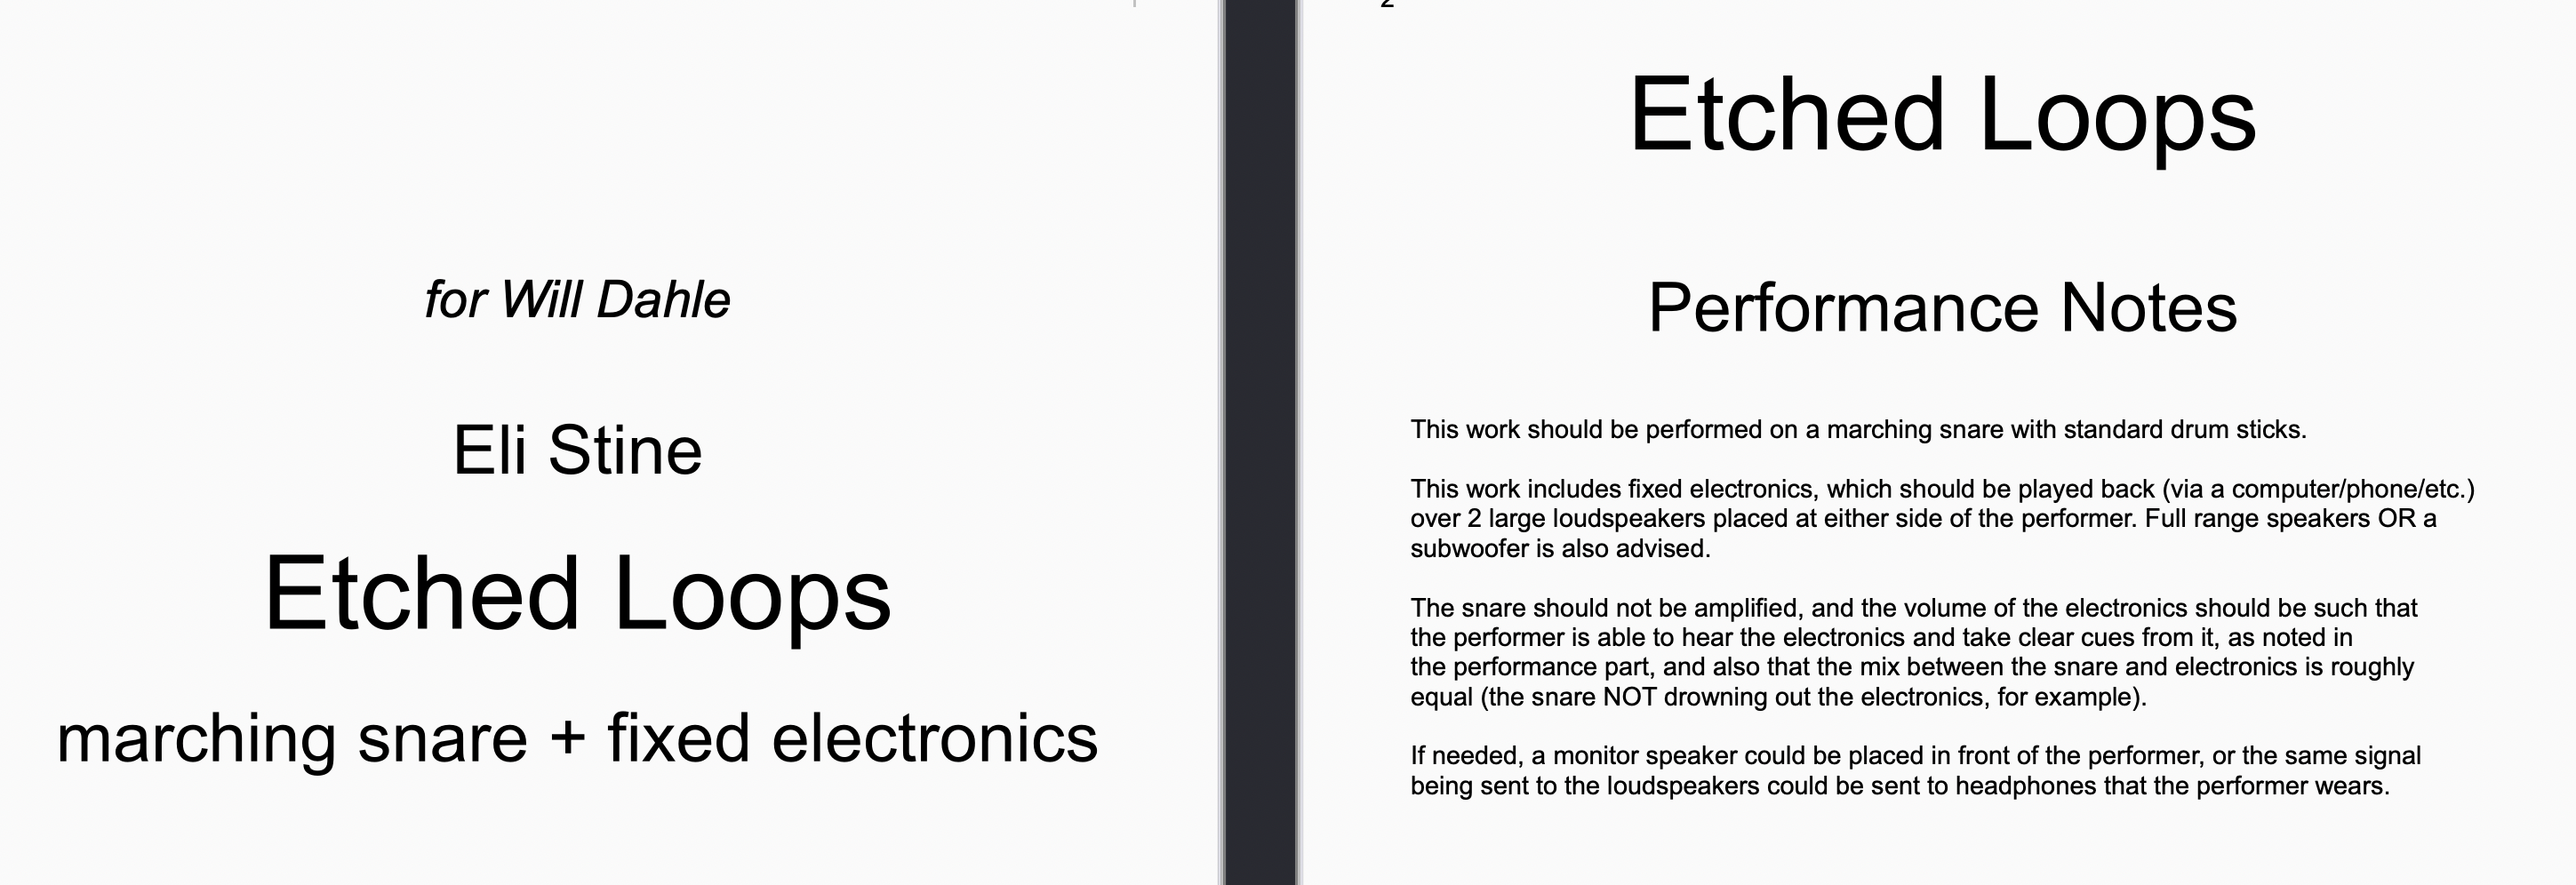 for Will Dahle
Eli Stine
Etched Loops
marching snare + fixed electronics
2
Etched Loops
Performance Notes
This work should be performed on a marching snare with standard drum sticks.
This work includes fixed electronics, which should be played back (via a computer/phone/etc.)
over 2 large loudspeakers placed at either side of the performer. Full range speakers OR a
subwoofer is also advised.
The snare should not be amplified, and the volume of the electronics should be such that
the performer is able to hear the electronics and take clear cues from it, as noted in
the performance part, and also that the mix between the snare and electronics is roughly
equal (the snare NOT drowning out the electronics, for example).
If needed, a monitor speaker could be placed in front of the performer, or the same signal
being sent to the loudspeakers could be sent to headphones that the performer wears.